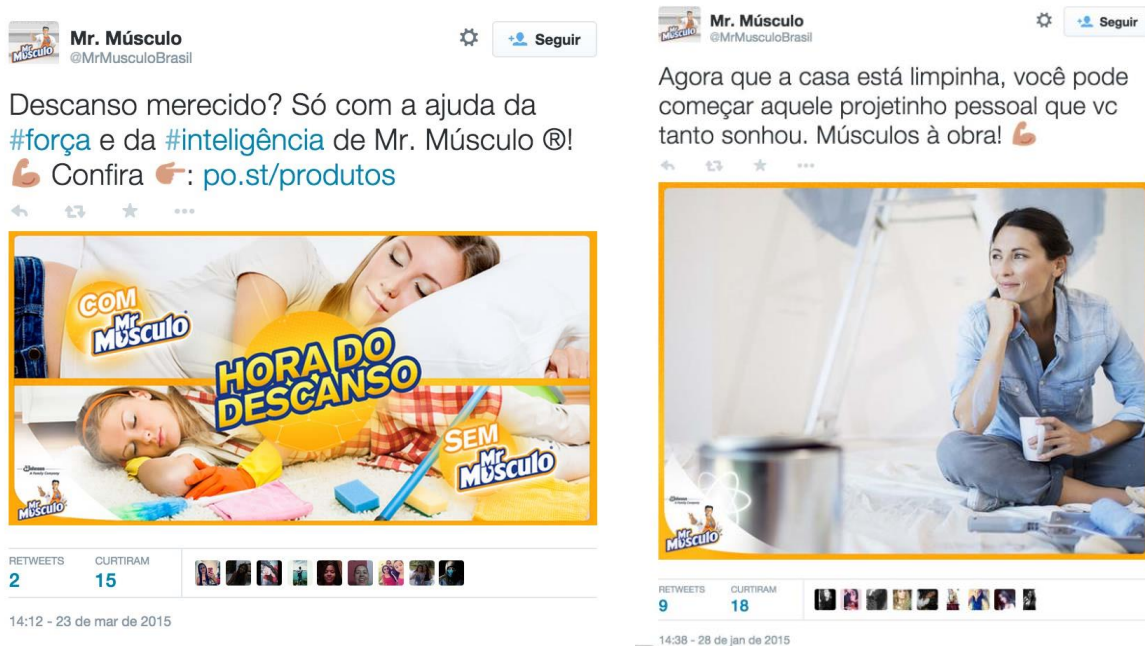 Mr. Músculo
@MrMusculoBrasil
Seguir
Descanso merecido? Só com a ajuda da
#força e da #inteligência de Mr. Músculo ®!
💪 Confira 👉: po.st/produtos
COM
Mr Músculo
HORA DO
DESCANSO
SEM
Mr Músculo
Mr Músculo
RETWEETS
CURTIRAM
2
15
14:12 - 23 de mar de 2015
Mr. Músculo
@MrMusculoBrasil
Seguir
Agora que a casa está limpinha, você pode
começar aquele projetinho pessoal que vc
tanto sonhou. Músculos à obra! 💪
Mr Músculo
RETWEETS
CURTIRAM
9
18
14:38 - 28 de jan de 2015